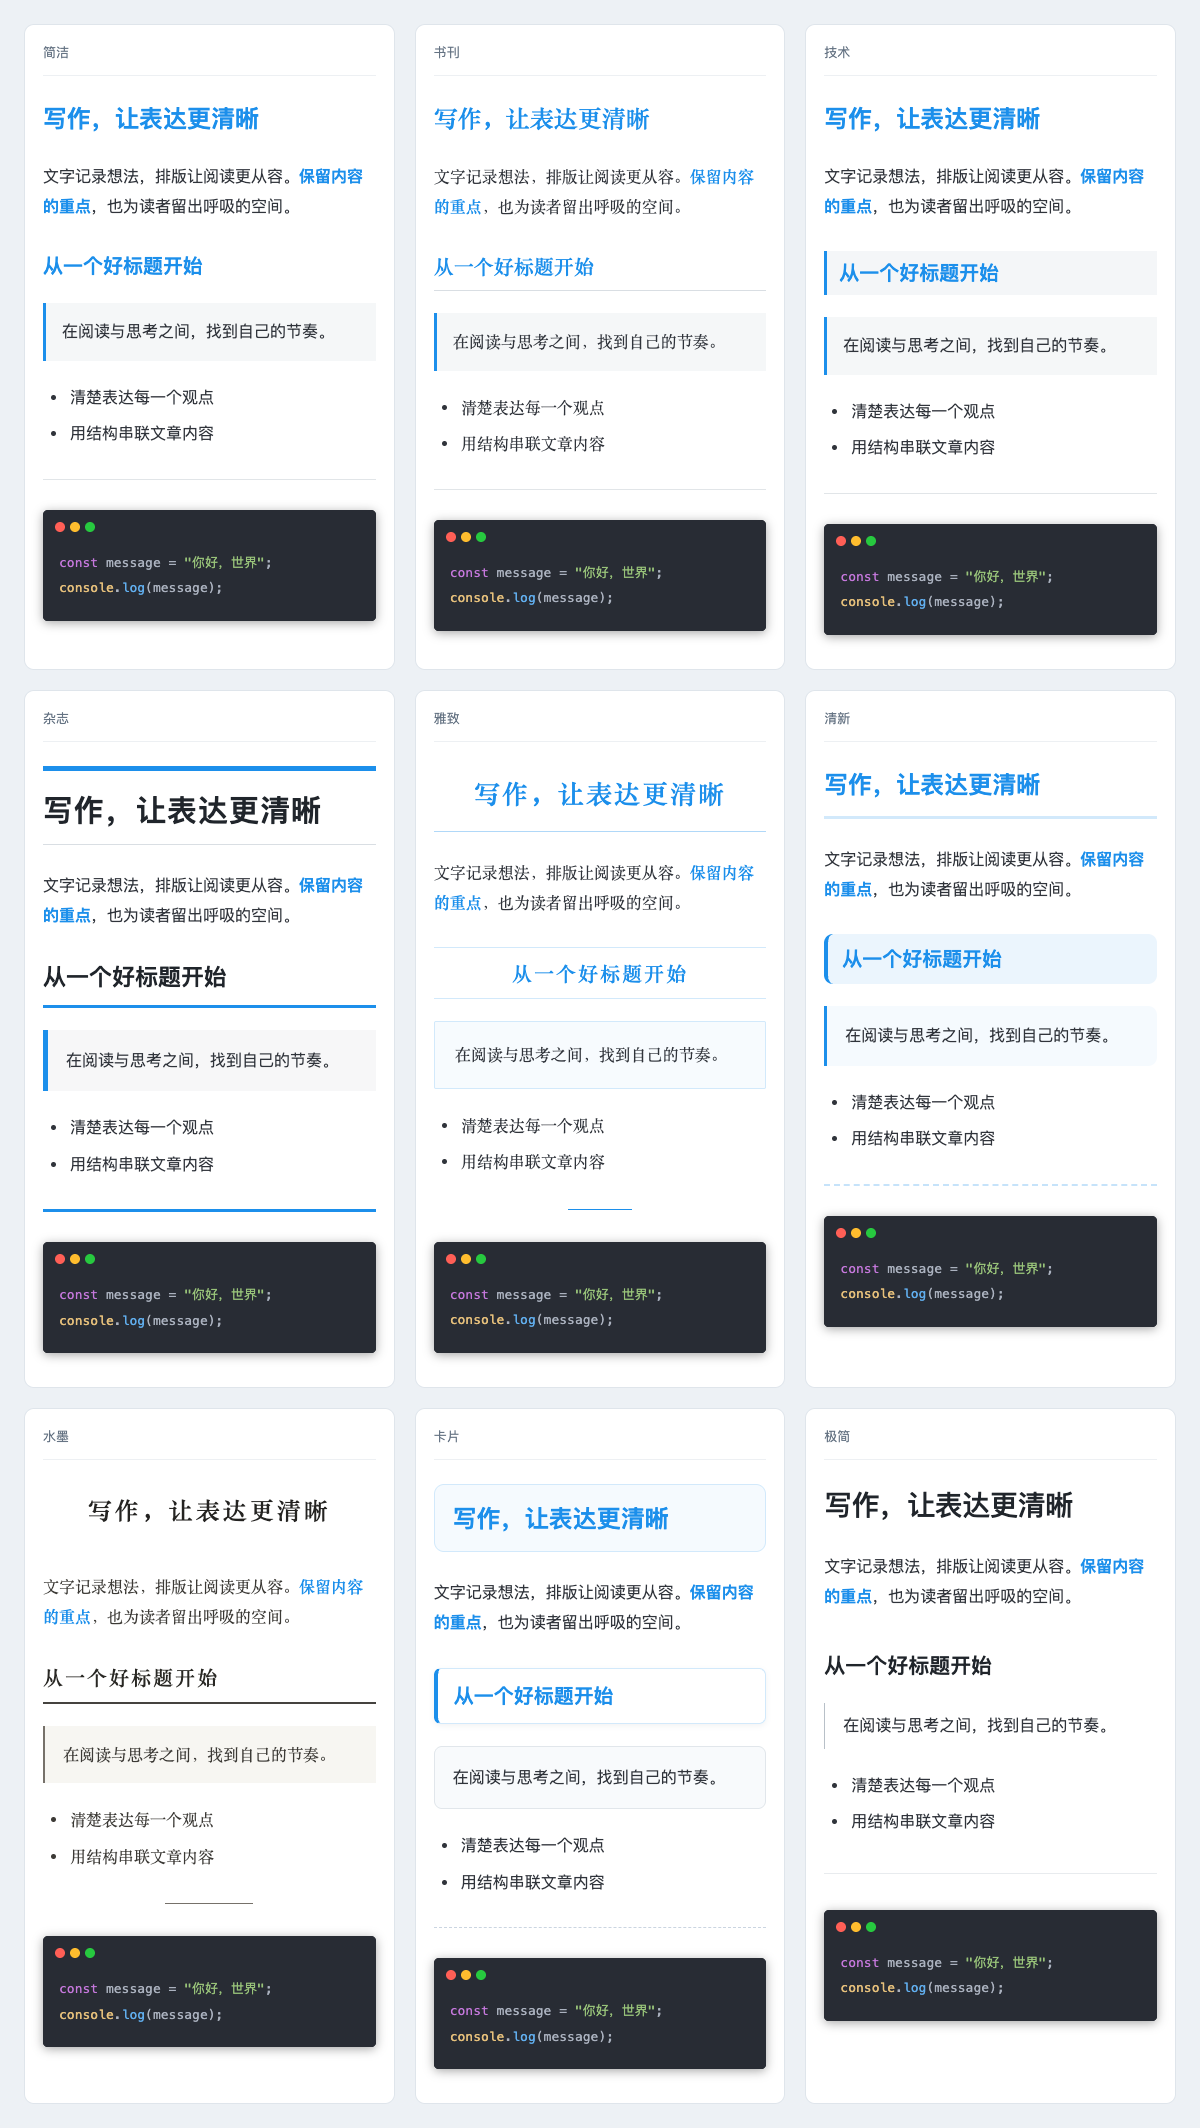 简洁
写作，让表达更清晰
文字记录想法，排版让阅读更从容。保留内容
的重点，也为读者留出呼吸的空间。
从一个好标题开始
在阅读与思考之间，找到自己的节奏。
• 清楚表达每一个观点
• 用结构串联文章内容
const message = "你好，世界";
console.log(message);
书刊
写作，让表达更清晰
文字记录想法，排版让阅读更从容。保留内容
的重点，也为读者留出呼吸的空间。
从一个好标题开始
在阅读与思考之间，找到自己的节奏。
• 清楚表达每一个观点
• 用结构串联文章内容
const message = "你好，世界";
console.log(message);
技术
写作，让表达更清晰
文字记录想法，排版让阅读更从容。保留内容
的重点，也为读者留出呼吸的空间。
从一个好标题开始
在阅读与思考之间，找到自己的节奏。
• 清楚表达每一个观点
• 用结构串联文章内容
const message = "你好，世界";
console.log(message);
杂志
写作，让表达更清晰
文字记录想法，排版让阅读更从容。保留内容
的重点，也为读者留出呼吸的空间。
从一个好标题开始
在阅读与思考之间，找到自己的节奏。
• 清楚表达每一个观点
• 用结构串联文章内容
const message = "你好，世界";
console.log(message);
雅致
写作，让表达更清晰
文字记录想法，排版让阅读更从容。保留内容
的重点，也为读者留出呼吸的空间。
从一个好标题开始
在阅读与思考之间，找到自己的节奏。
• 清楚表达每一个观点
• 用结构串联文章内容
const message = "你好，世界";
console.log(message);
清新
写作，让表达更清晰
文字记录想法，排版让阅读更从容。保留内容
的重点，也为读者留出呼吸的空间。
从一个好标题开始
在阅读与思考之间，找到自己的节奏。
• 清楚表达每一个观点
• 用结构串联文章内容
const message = "你好，世界";
console.log(message);
水墨
写作，让表达更清晰
文字记录想法，排版让阅读更从容。保留内容
的重点，也为读者留出呼吸的空间。
从一个好标题开始
在阅读与思考之间，找到自己的节奏。
• 清楚表达每一个观点
• 用结构串联文章内容
const message = "你好，世界";
console.log(message);
卡片
写作，让表达更清晰
文字记录想法，排版让阅读更从容。保留内容
的重点，也为读者留出呼吸的空间。
从一个好标题开始
在阅读与思考之间，找到自己的节奏。
• 清楚表达每一个观点
• 用结构串联文章内容
const message = "你好，世界";
console.log(message);
极简
写作，让表达更清晰
文字记录想法，排版让阅读更从容。保留内容
的重点，也为读者留出呼吸的空间。
从一个好标题开始
在阅读与思考之间，找到自己的节奏。
• 清楚表达每一个观点
• 用结构串联文章内容
const message = "你好，世界";
console.log(message);